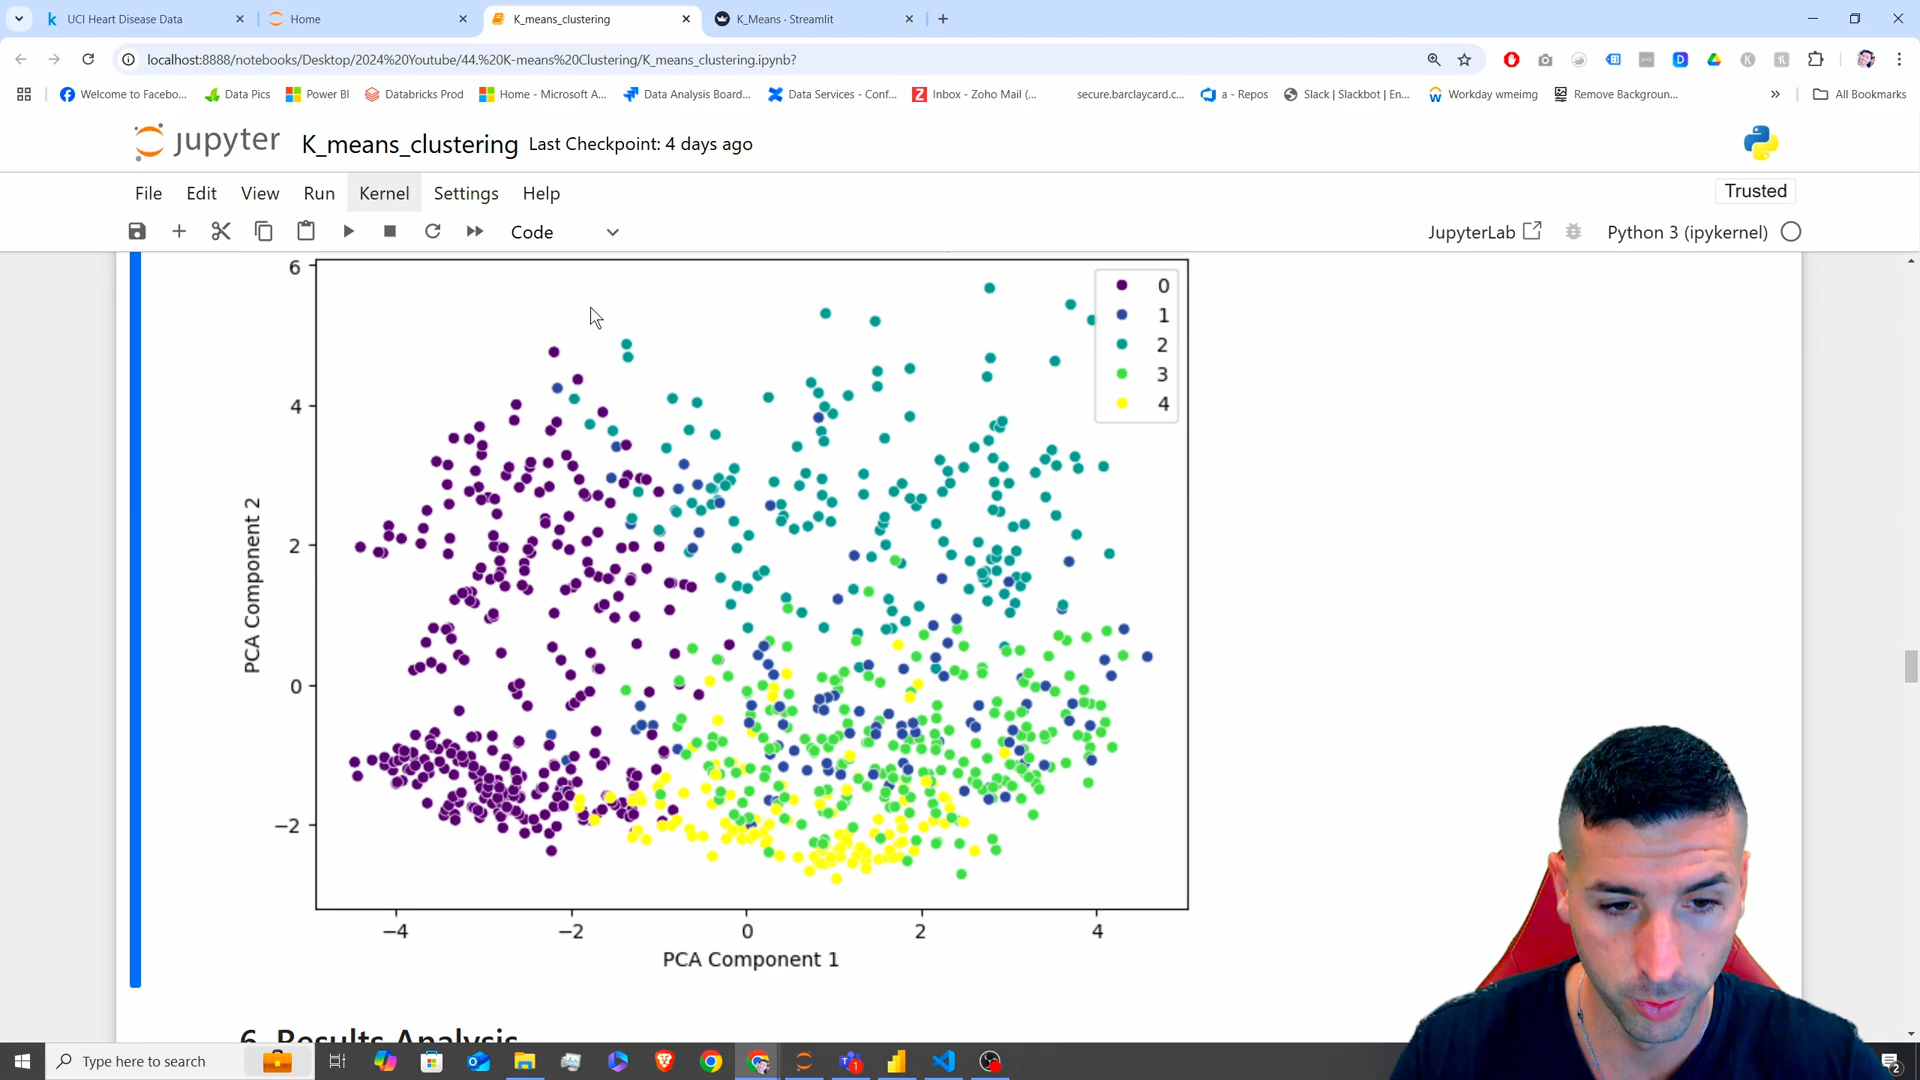 UCI Heart Disease Data
Home
K_means_clustering
K_Means · Streamlit
localhost:8888/notebooks/Desktop/2024%20Youtube/44.%20K-means%20Clustering/K_means_clustering.ipynb?
Welcome to Facebo...
Data Pics
Power BI
Databricks Prod
Home - Microsoft A...
Data Analysis Board...
Data Services - Conf...
Inbox - Zoho Mail (...
secure.barclaycard.c...
a - Repos
Slack | Slackbot | En...
Workday wmeimg
Remove Backgroun...
All Bookmarks
jupyter
K_means_clustering
Last Checkpoint: 4 days ago
File
Edit
View
Run
Kernel
Settings
Help
Trusted
Code
JupyterLab
Python 3 (ipykernel)
6
4
2
0
−2
PCA Component 2
0
1
2
3
4
−4
−2
0
2
4
PCA Component 1
6. Results Analysis
Type here to search
1
2